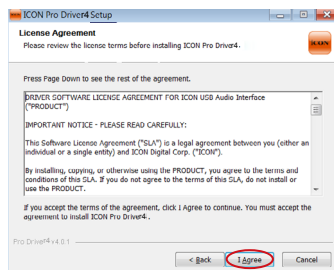 ICON Pro Driver4 Setup
License Agreement
Please review the license terms before installing ICON Pro Driver4.
ICON
Press Page Down to see the rest of the agreement.
DRIVER SOFTWARE LICENSE AGREEMENT FOR ICON USB Audio Interface
("PRODUCT")
IMPORTANT NOTICE - PLEASE READ CAREFULLY:
This Software License Agreement ("SLA") is a legal agreement between you (either an
individual or a single entity) and ICON Digital Corp. ("ICON").
By installing, copying, or otherwise using the PRODUCT, you agree to the terms and
conditions of this SLA. If you do not agree to the terms of this SLA, do not install or
use the PRODUCT.
If you accept the terms of the agreement, click I Agree to continue. You must accept the
agreement to install ICON Pro Driver4.
Pro Driver4 v4.0.1
< Back
I Agree
Cancel